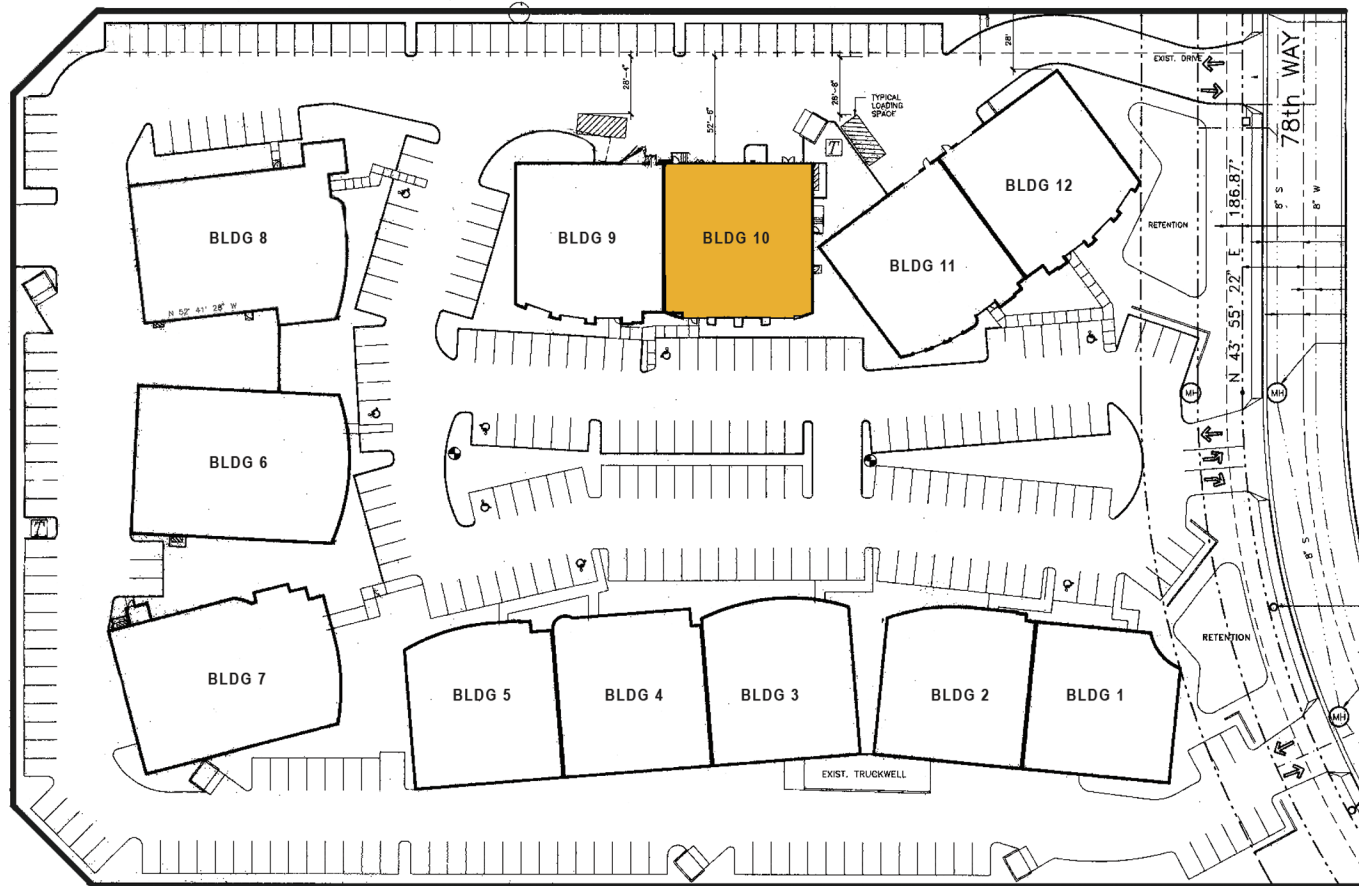 28'
EXIST. DRIVE
78th WAY
28'-4"
52'-6"
28'-8"
TYPICAL
LOADING
SPACE
T
BLDG 12
BLDG 8
BLDG 9
BLDG 10
BLDG 11
RETENTION
N 43° 55' 22" E 186.87'
8" S
8" W
N 52° 41' 28" W
MH
MH
BLDG 6
T
8" S
RETENTION
BLDG 7
BLDG 5
BLDG 4
BLDG 3
BLDG 2
BLDG 1
MH
EXIST. TRUCKWELL